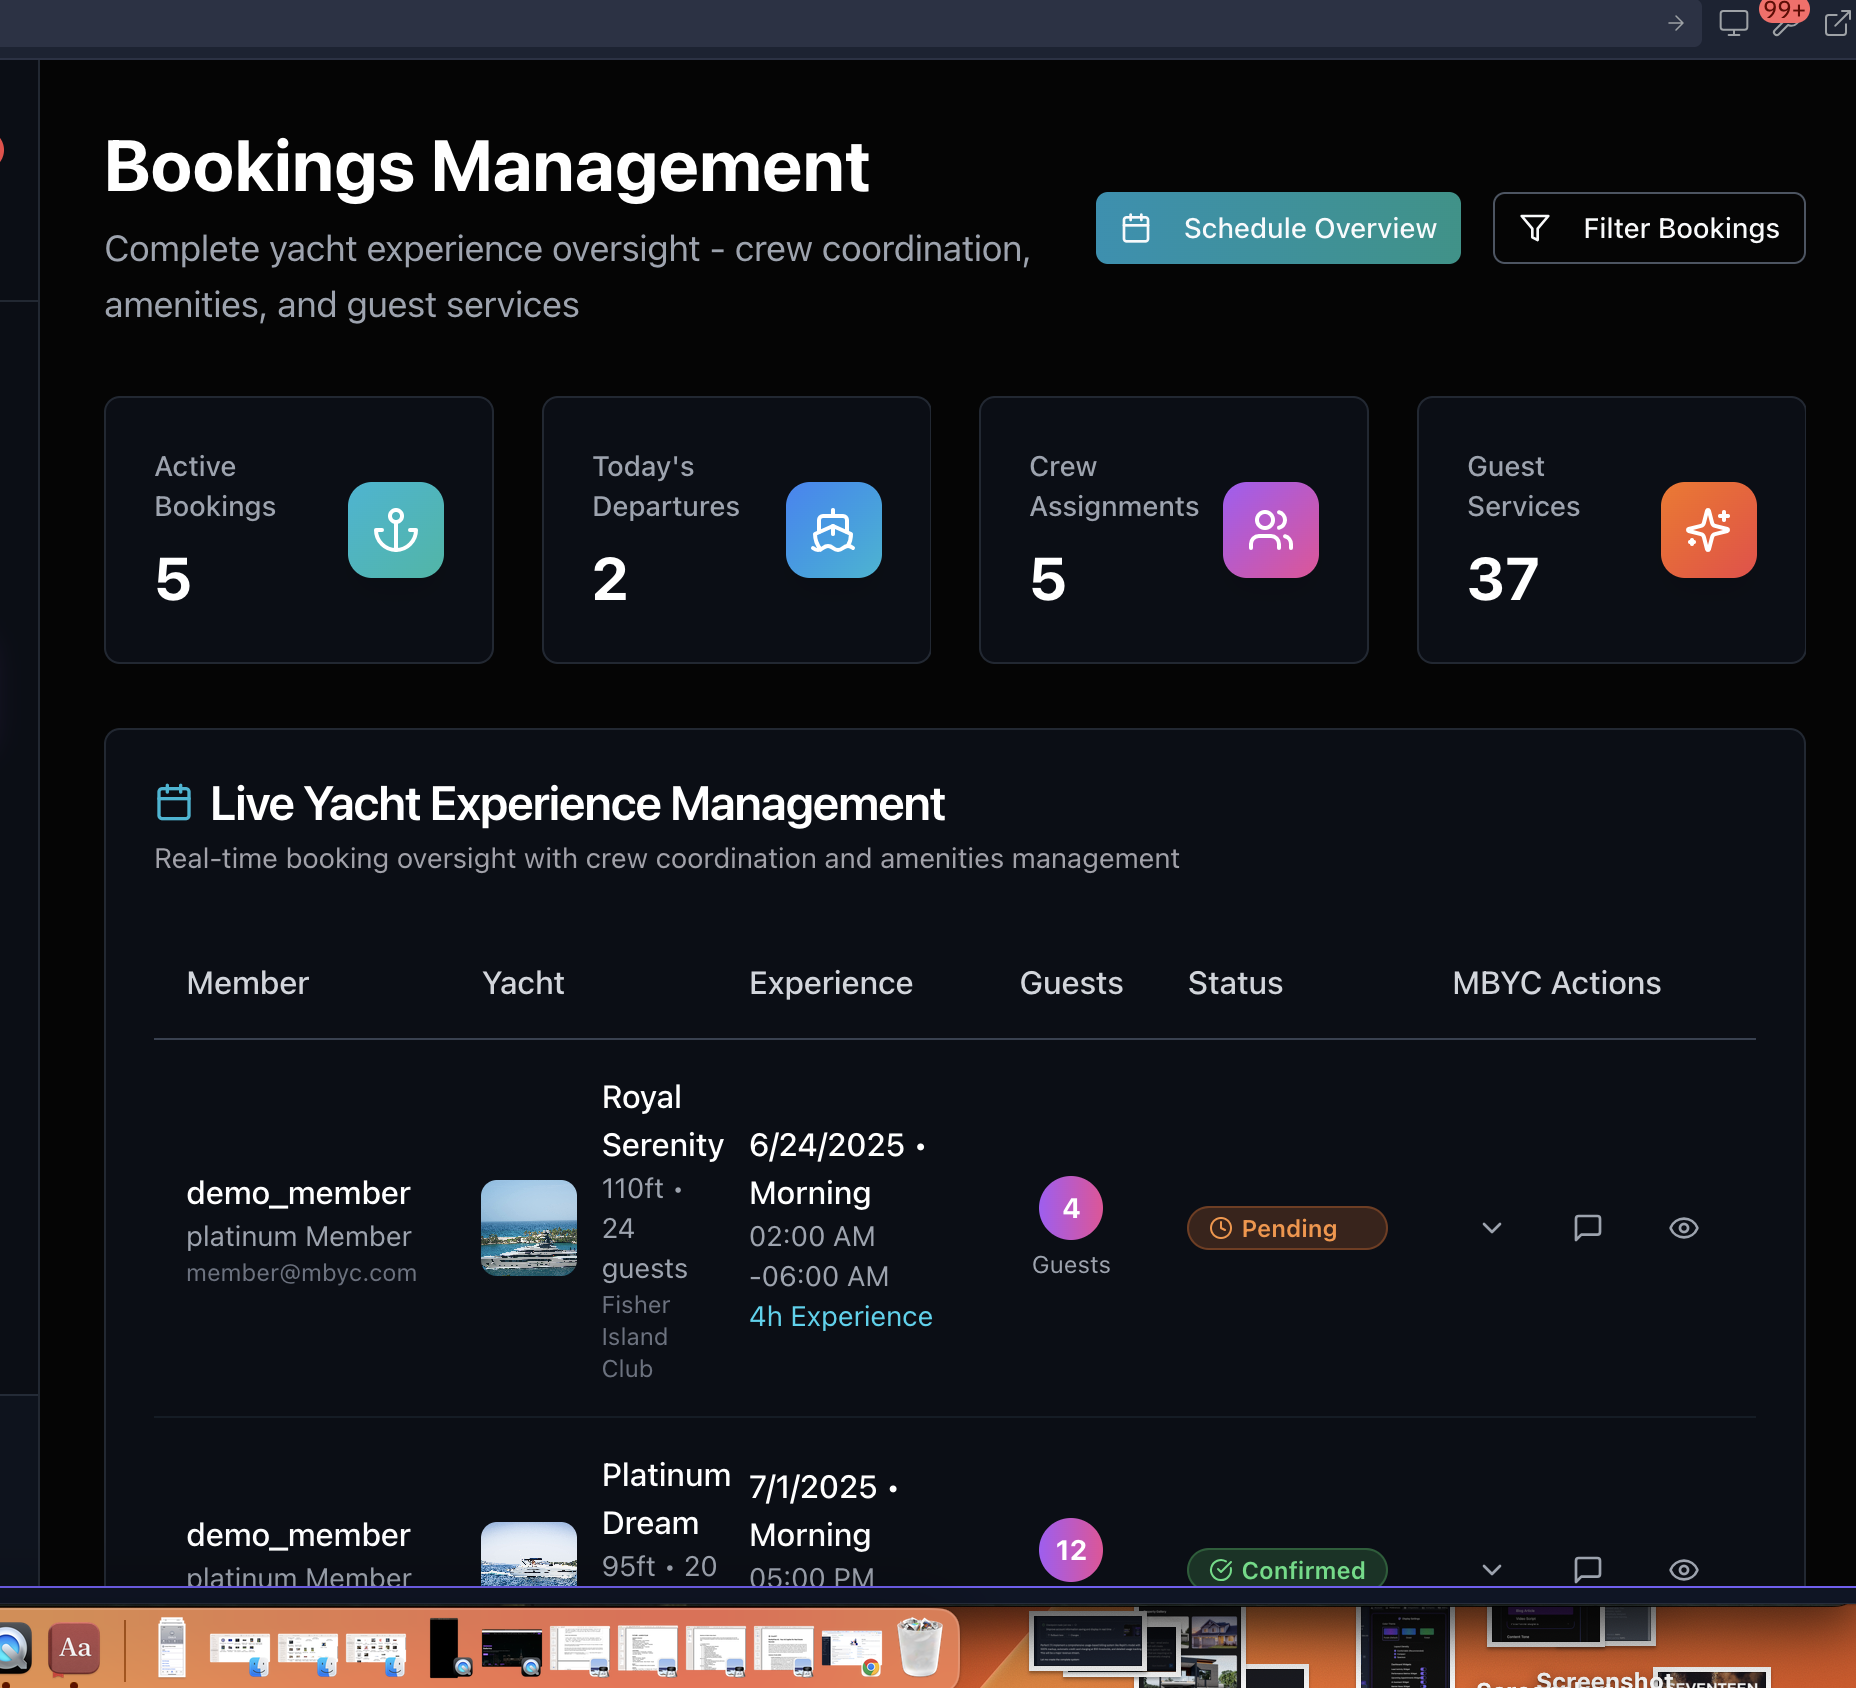 99+
Bookings Management
Complete yacht experience oversight - crew coordination,
amenities, and guest services
Schedule Overview
Filter Bookings
Active
Bookings
5
Today's
Departures
2
Crew
Assignments
5
Guest
Services
37
Live Yacht Experience Management
Real-time booking oversight with crew coordination and amenities management
Member
Yacht
Experience
Guests
Status
MBYC Actions
demo_member
platinum Member
member@mbyc.com
Royal
Serenity
110ft •
24
guests
Fisher
Island
Club
6/24/2025 •
Morning
02:00 AM
-06:00 AM
4h Experience
4
Guests
Pending
demo_member
platinum Member
Platinum
Dream
95ft • 20
7/1/2025 •
Morning
05:00 PM
12
Confirmed
Aa
Screenshot